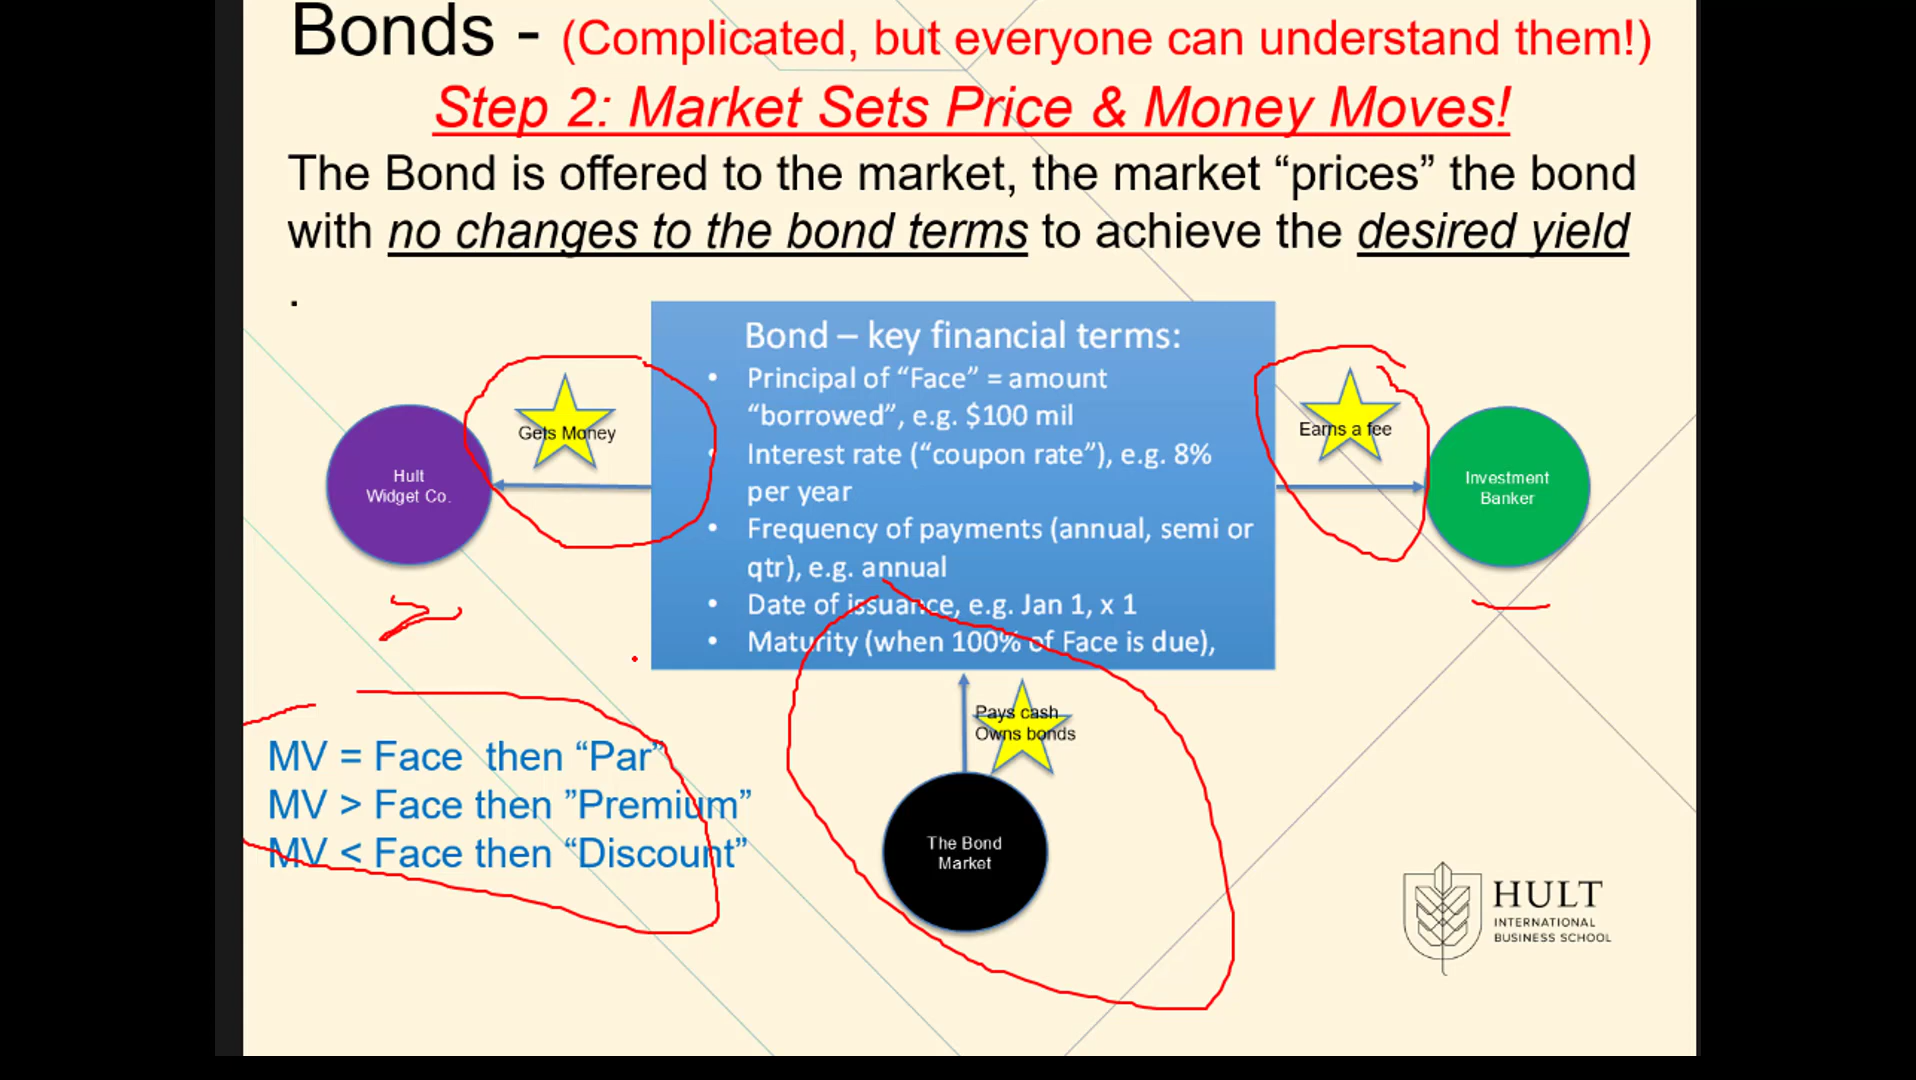 Bonds - (Complicated, but everyone can understand them!)
Step 2: Market Sets Price & Money Moves!
The Bond is offered to the market, the market “prices” the bond
with no changes to the bond terms to achieve the desired yield
.
Bond – key financial terms:
• Principal of “Face” = amount
“borrowed”, e.g. $100 mil
• Interest rate (“coupon rate”), e.g. 8%
per year
• Frequency of payments (annual, semi or
qtr), e.g. annual
• Date of issuance, e.g. Jan 1, x 1
• Maturity (when 100% of Face is due),
Gets Money
Hult
Widget Co.
Earns a fee
Investment
Banker
Pays cash
Owns bonds
The Bond
Market
MV = Face  then “Par”
MV > Face then ”Premium”
MV < Face then “Discount”
HULT
INTERNATIONAL
BUSINESS SCHOOL